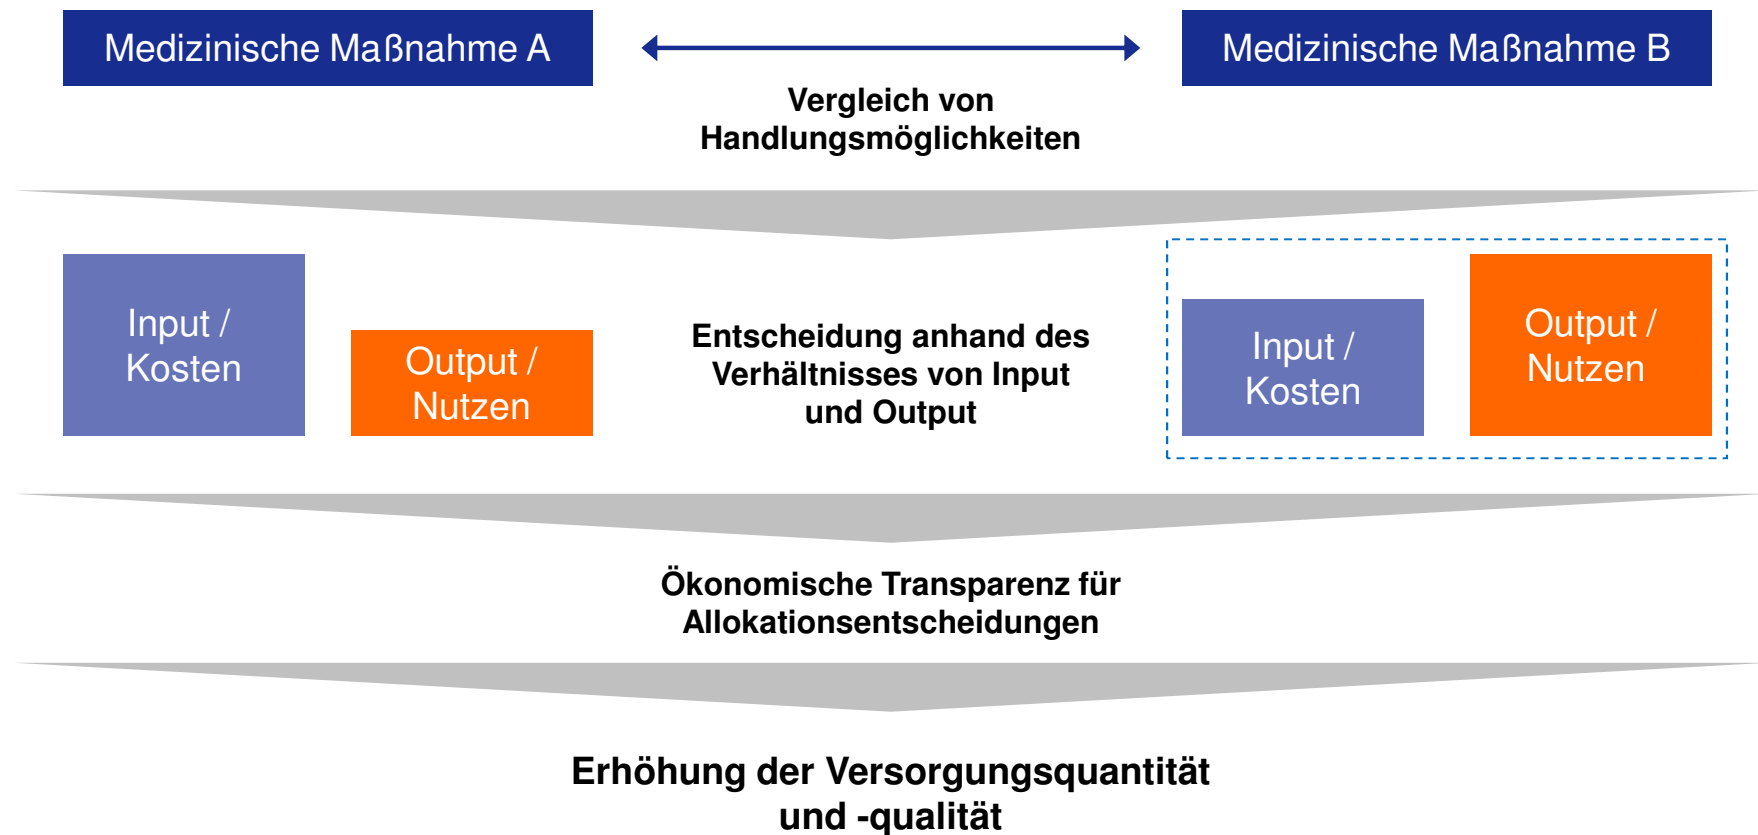 Medizinische Maßnahme A
Medizinische Maßnahme B
Vergleich von
Handlungsmöglichkeiten
Input /
Kosten
Output /
Nutzen
Entscheidung anhand des
Verhältnisses von Input
und Output
Input /
Kosten
Output /
Nutzen
Ökonomische Transparenz für
Allokationsentscheidungen
Erhöhung der Versorgungsquantität
und -qualität